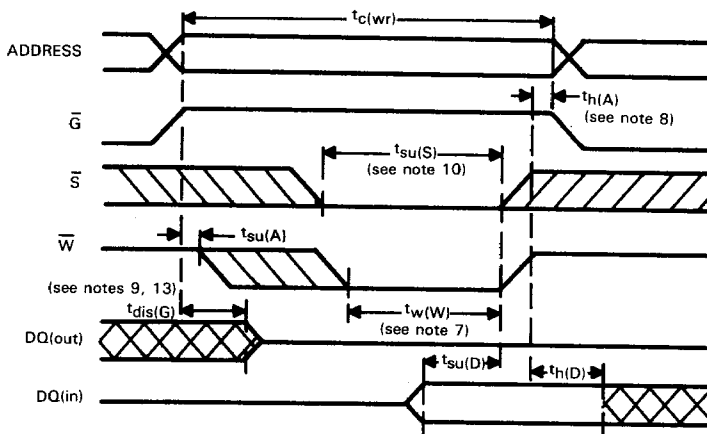 tc(wr)
ADDRESS
th(A)
(see note 8)
G̅
tsu(S)
(see note 10)
S̅
tsu(A)
W̅
(see notes 9, 13)
tdis(G)
tw(W)
(see note 7)
DQ(out)
tsu(D)
th(D)
DQ(in)